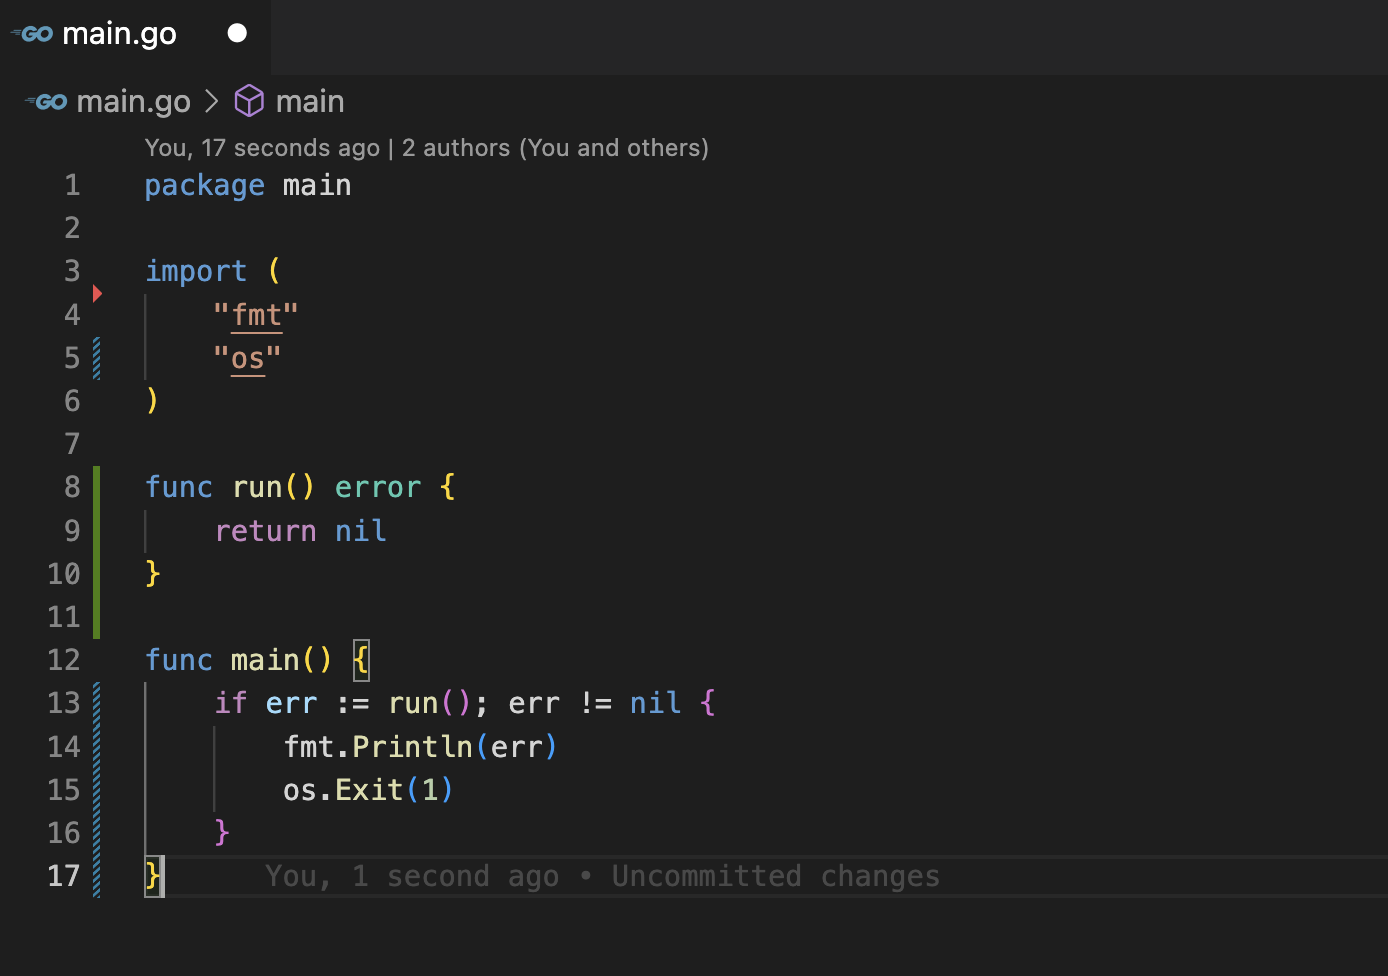 GO main.go
GO main.go > main
You, 17 seconds ago | 2 authors (You and others)
1 package main
2
3 import (
4     "fmt"
5     "os"
6 )
7
8 func run() error {
9     return nil
10 }
11
12 func main() {
13     if err := run(); err != nil {
14         fmt.Println(err)
15         os.Exit(1)
16     }
17 } You, 1 second ago • Uncommitted changes